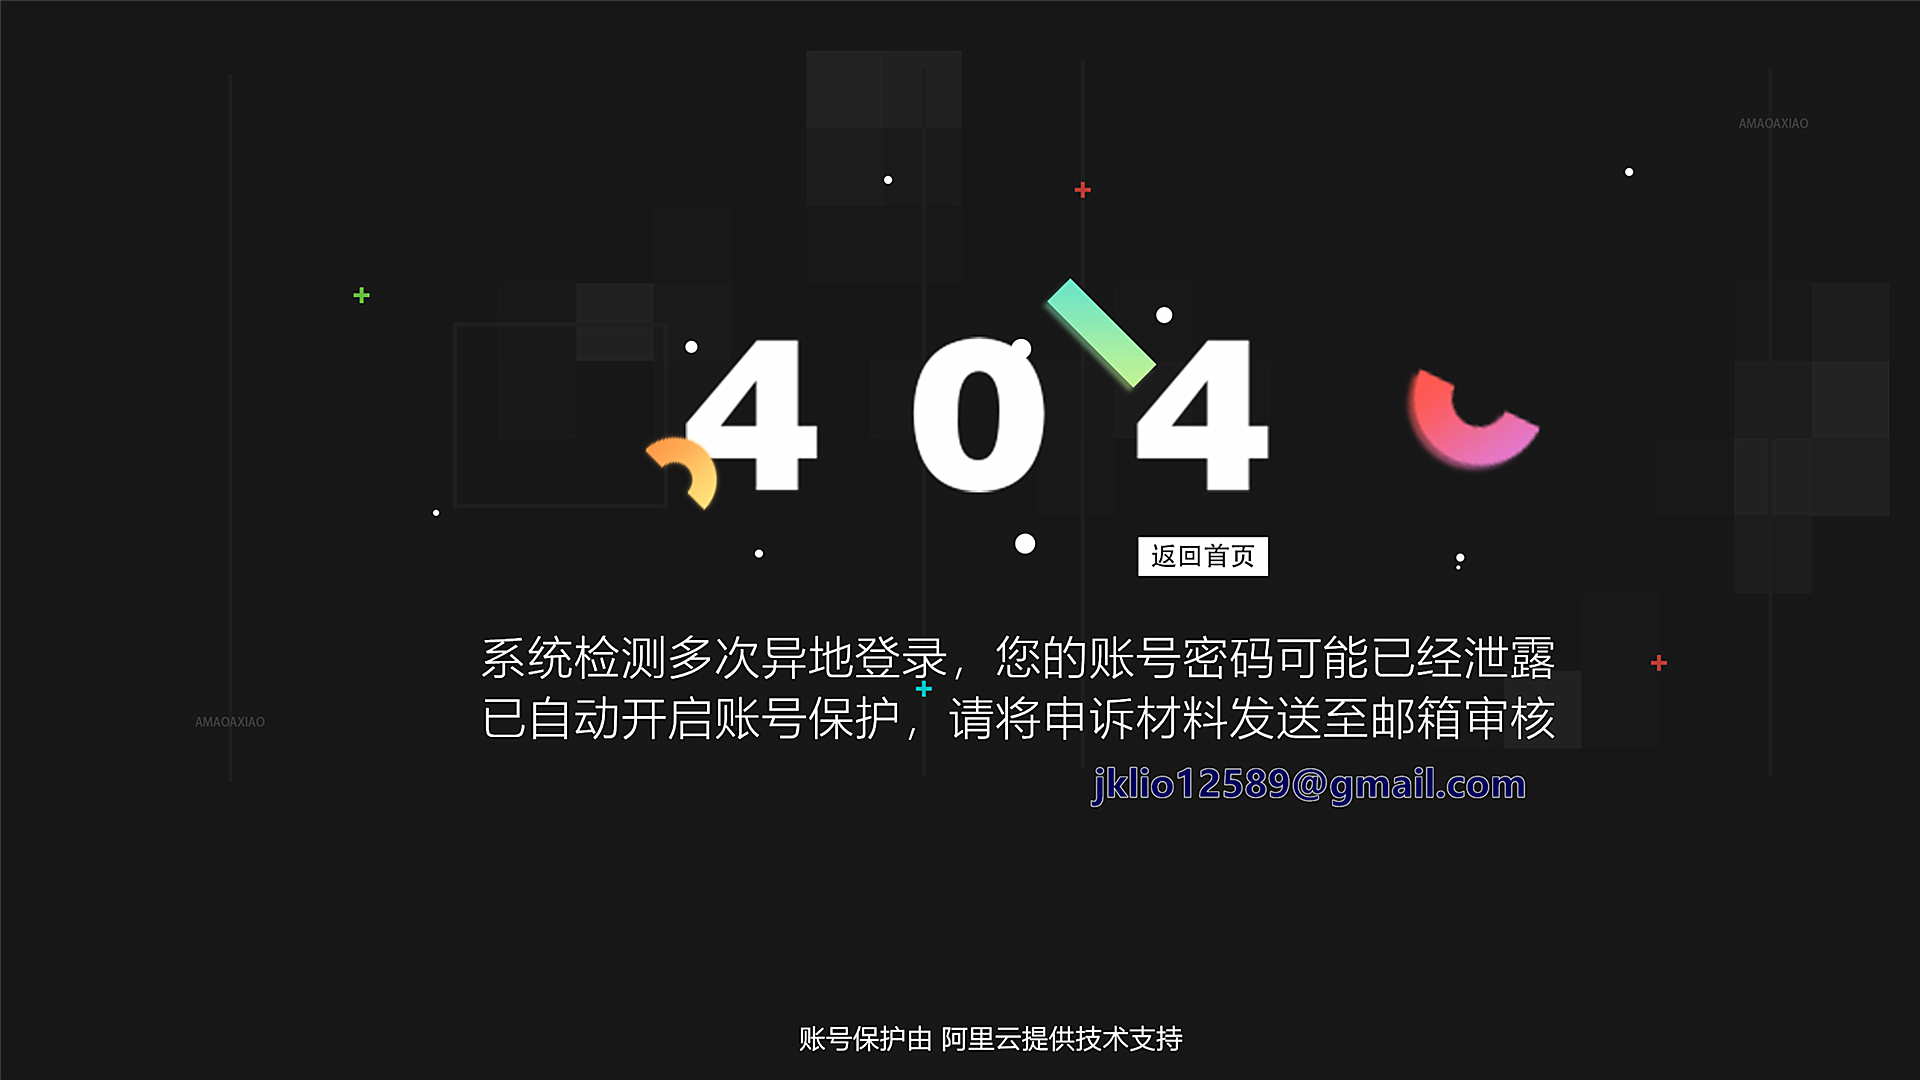 AMAOAXIAO
404
返回首页
系统检测多次异地登录，您的账号密码可能已经泄露
已自动开启账号保护，请将申诉材料发送至邮箱审核
AMAOAXIAO
jklio12589@gmail.com
账号保护由 阿里云提供技术支持